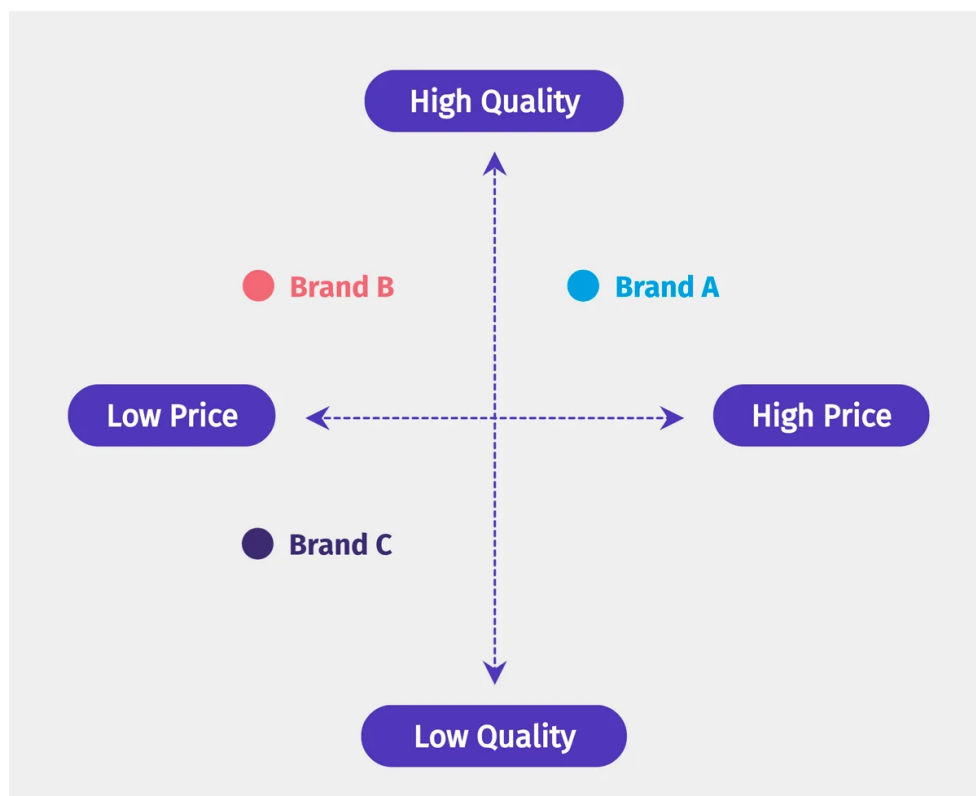 High Quality
Brand B
Brand A
Low Price
High Price
Brand C
Low Quality